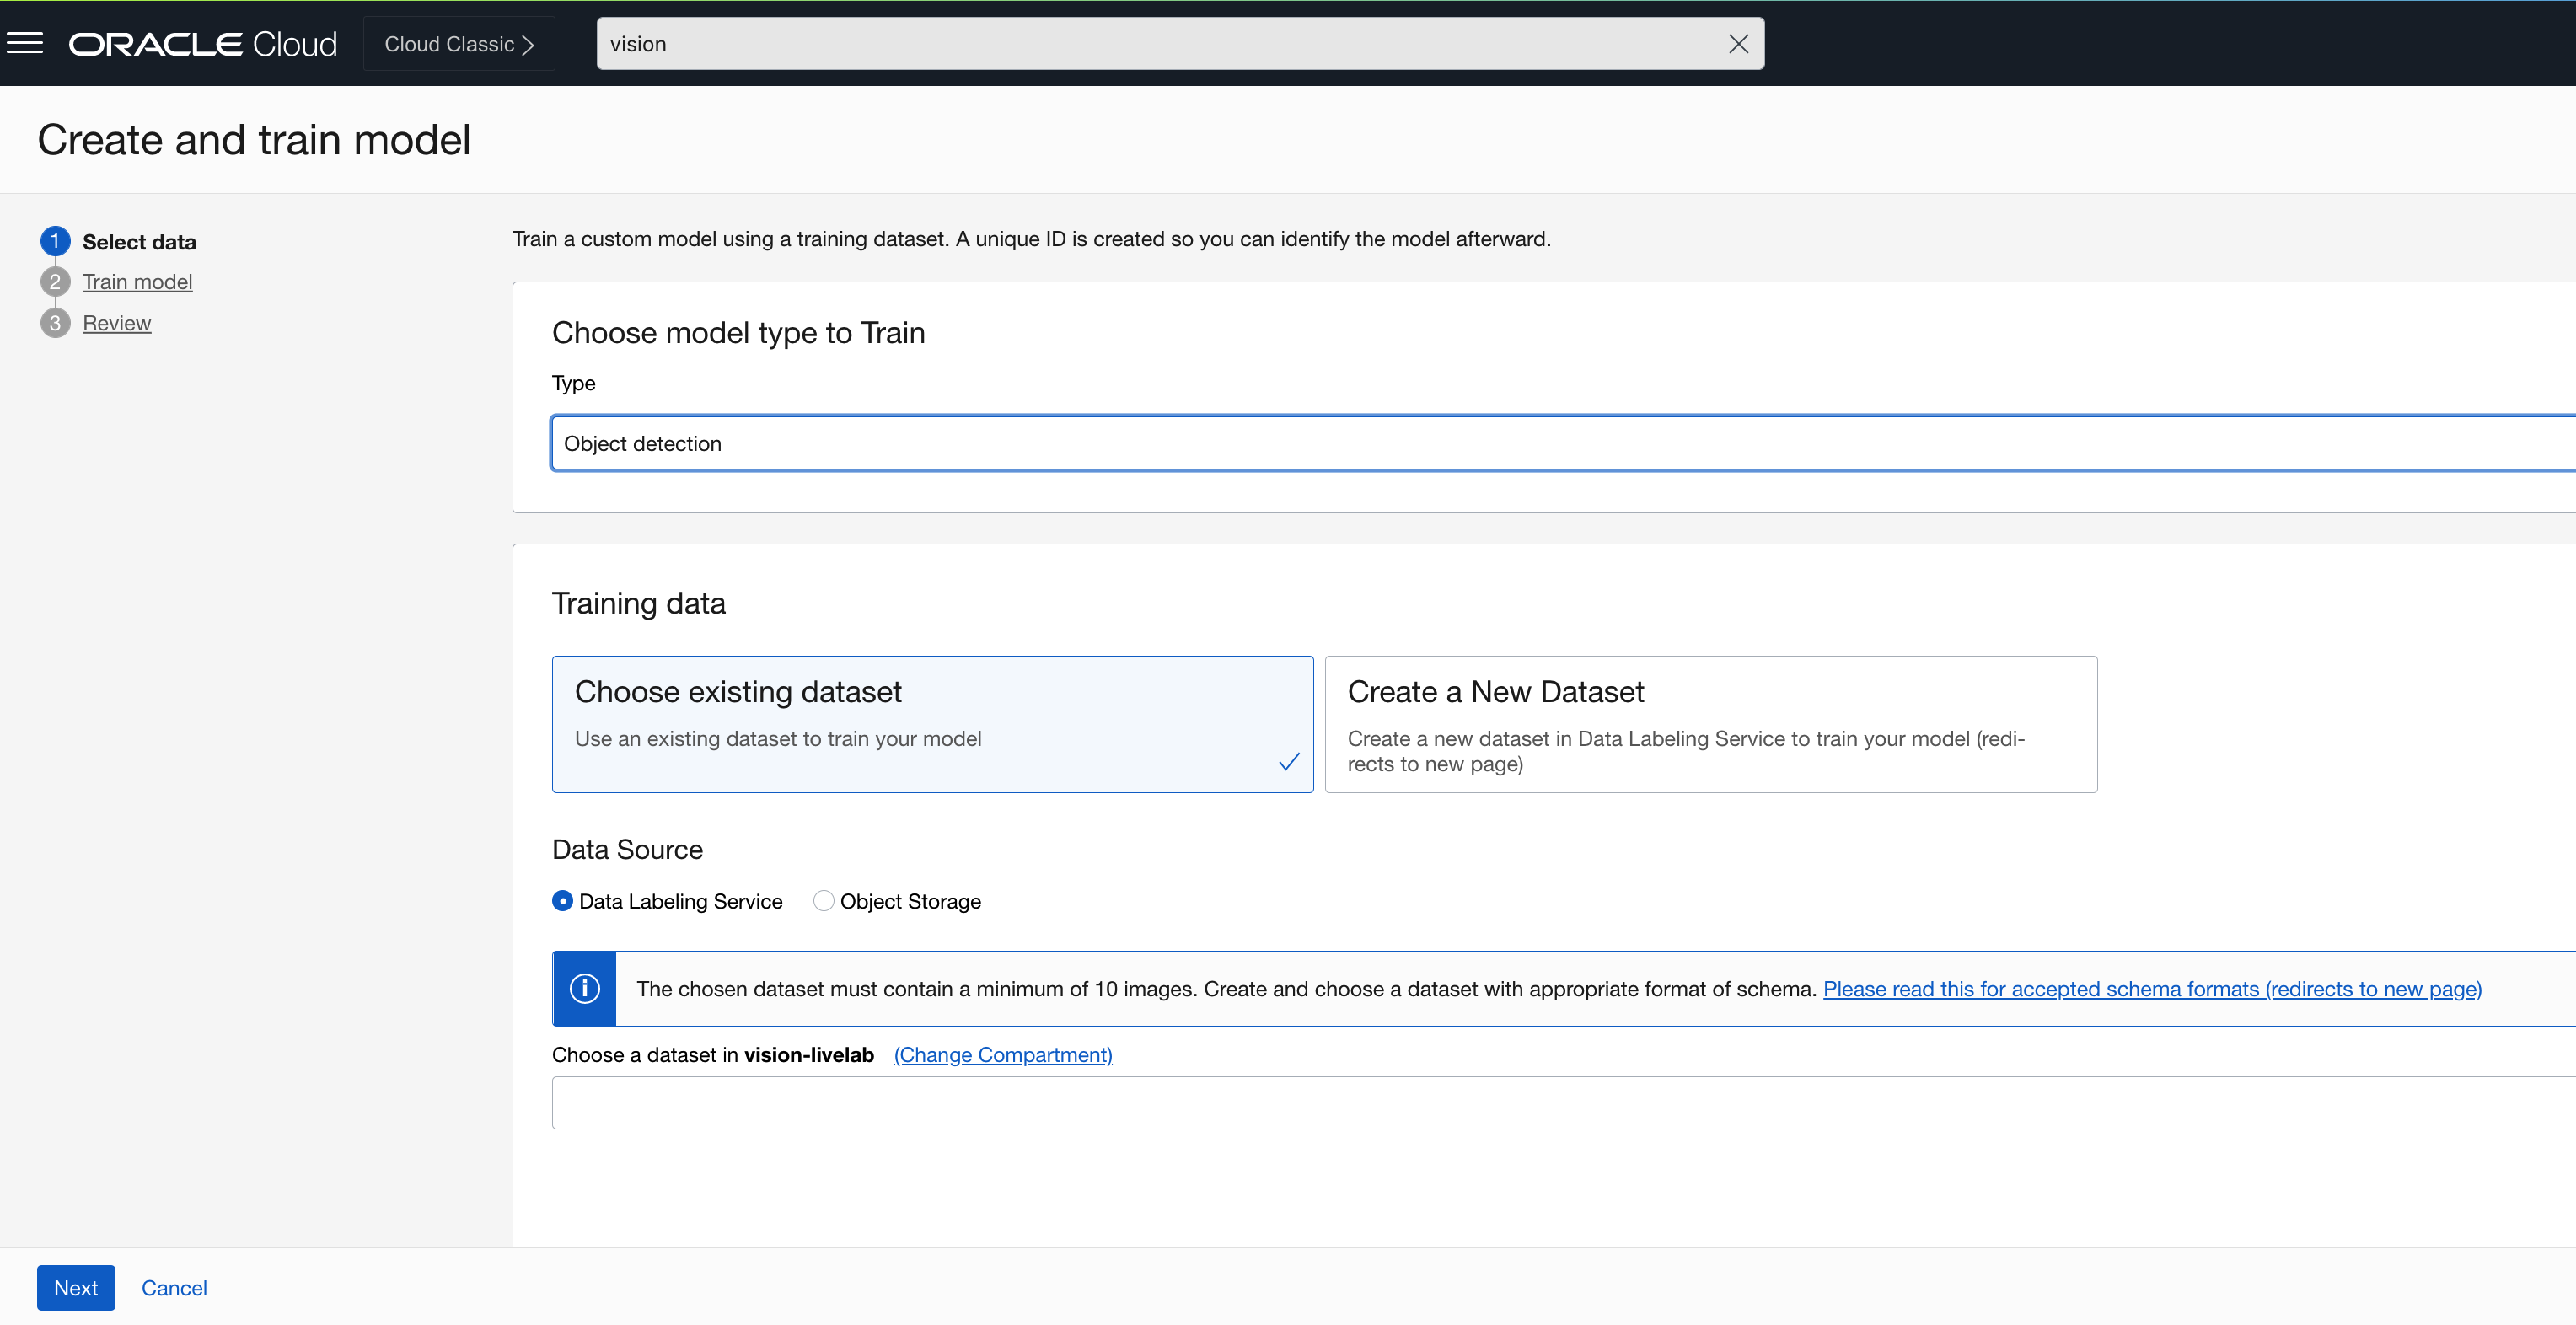 ORACLE Cloud
Cloud Classic
vision
Create and train model
1 Select data
2 Train model
3 Review
Train a custom model using a training dataset. A unique ID is created so you can identify the model afterward.
Choose model type to Train
Type
Object detection
Training data
Choose existing dataset
Use an existing dataset to train your model
Create a New Dataset
Create a new dataset in Data Labeling Service to train your model (redi-
rects to new page)
Data Source
Data Labeling Service
Object Storage
The chosen dataset must contain a minimum of 10 images. Create and choose a dataset with appropriate format of schema. Please read this for accepted schema formats (redirects to new page)
Choose a dataset in vision-livelab (Change Compartment)
Next
Cancel